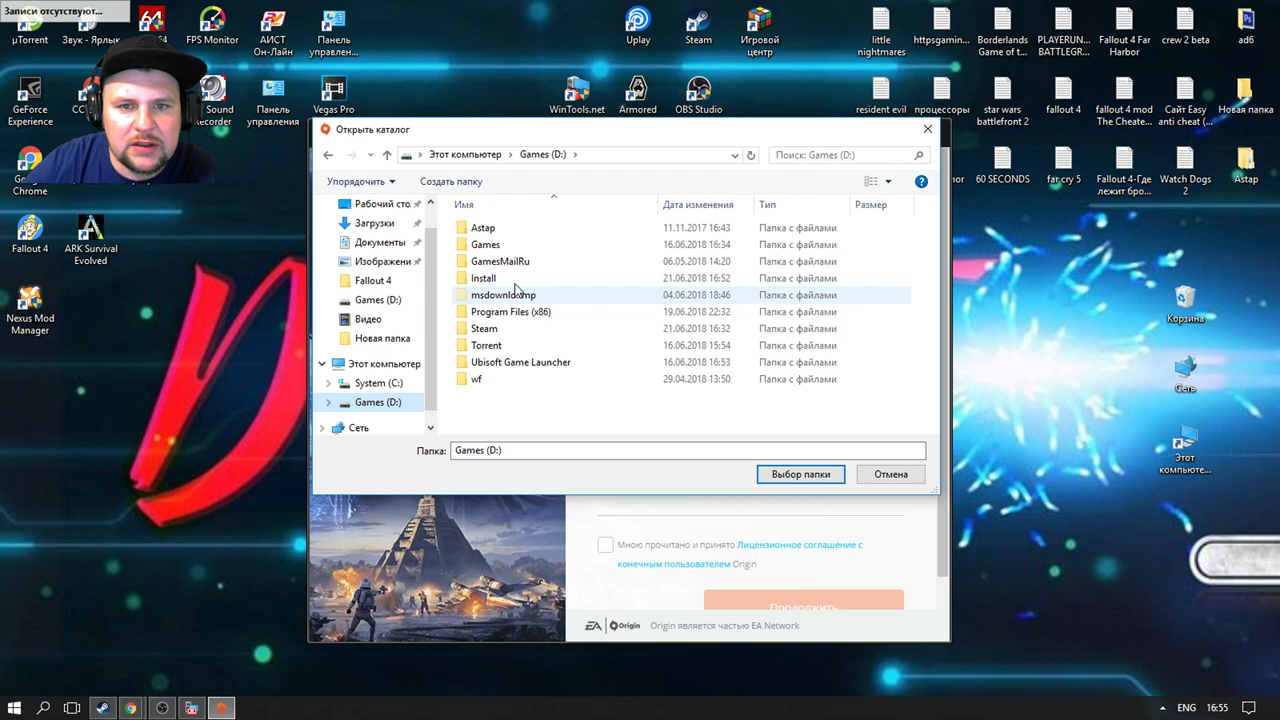 Записи отсутствуют...
µTorrent
Звук - Ярлык
64
FPS Monitor
АИСТ Он-Лайн
Панель управлен...
Uplay
Steam
Игровой центр
little nightmares
httpsgamin...
Borderlands Game of t...
PLAYERUN... BATTLEGR...
Fallout 4 Far Harbor
crew 2 beta
ad6
GeForce Experience
Sound Recorder
Панель управления
Vegas Pro
WinTools.net
Armored
OBS Studio
resident evil
процессоры
star wars battlefront 2
fallout 4
fallout 4 mod The Cheate...
Сайт Easy anti cheat (...
Новая папка
Chrome
60 SECONDS
far cry 5
Fallout 4-Где лежит бро...
Watch Dogs 2
Astap
Fallout 4
ARK Survival Evolved
Nexus Mod Manager
Корзина
Сеть
Этот компьюте...
Открыть каталог
Этот компьютер > Games (D:) >
Поиск: Games (D:)
Упорядочить
Создать папку
Рабочий сто
Загрузки
Документы
Изображени
Fallout 4
Games (D:)
Видео
Новая папка
Этот компьютер
System (C:)
Games (D:)
Сеть
Имя Дата изменения Тип Размер
Astap 11.11.2017 16:43 Папка с файлами
Games 16.06.2018 16:34 Папка с файлами
GamesMailRu 06.05.2018 14:20 Папка с файлами
Install 21.06.2018 16:52 Папка с файлами
04.06.2018 18:46 Папка с файлами
Program Files (x86) 19.06.2018 22:32 Папка с файлами
Steam 21.06.2018 16:32 Папка с файлами
Torrent 16.06.2018 15:54 Папка с файлами
Ubisoft Game Launcher 16.06.2018 16:53 Папка с файлами
wf 29.04.2018 13:50 Папка с файлами
Папка: Games (D:)
Выбор папки
Отмена
Мною прочитано и принято Лицензионное соглашение с
конечным пользователем Origin
Продолжить
EA Origin Origin является частью EA Network
ENG 16:55